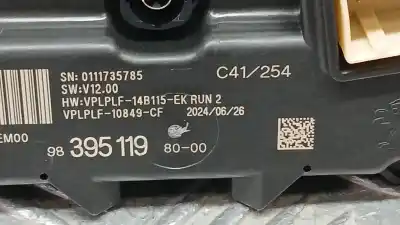 SN: 0111735785
SW:V12.00
HW:VPLPLF-14B115-EK RUN 2
VPLPLF-10849-CF 2024/06/26
C41/254
EM00
98 395 119 80-00